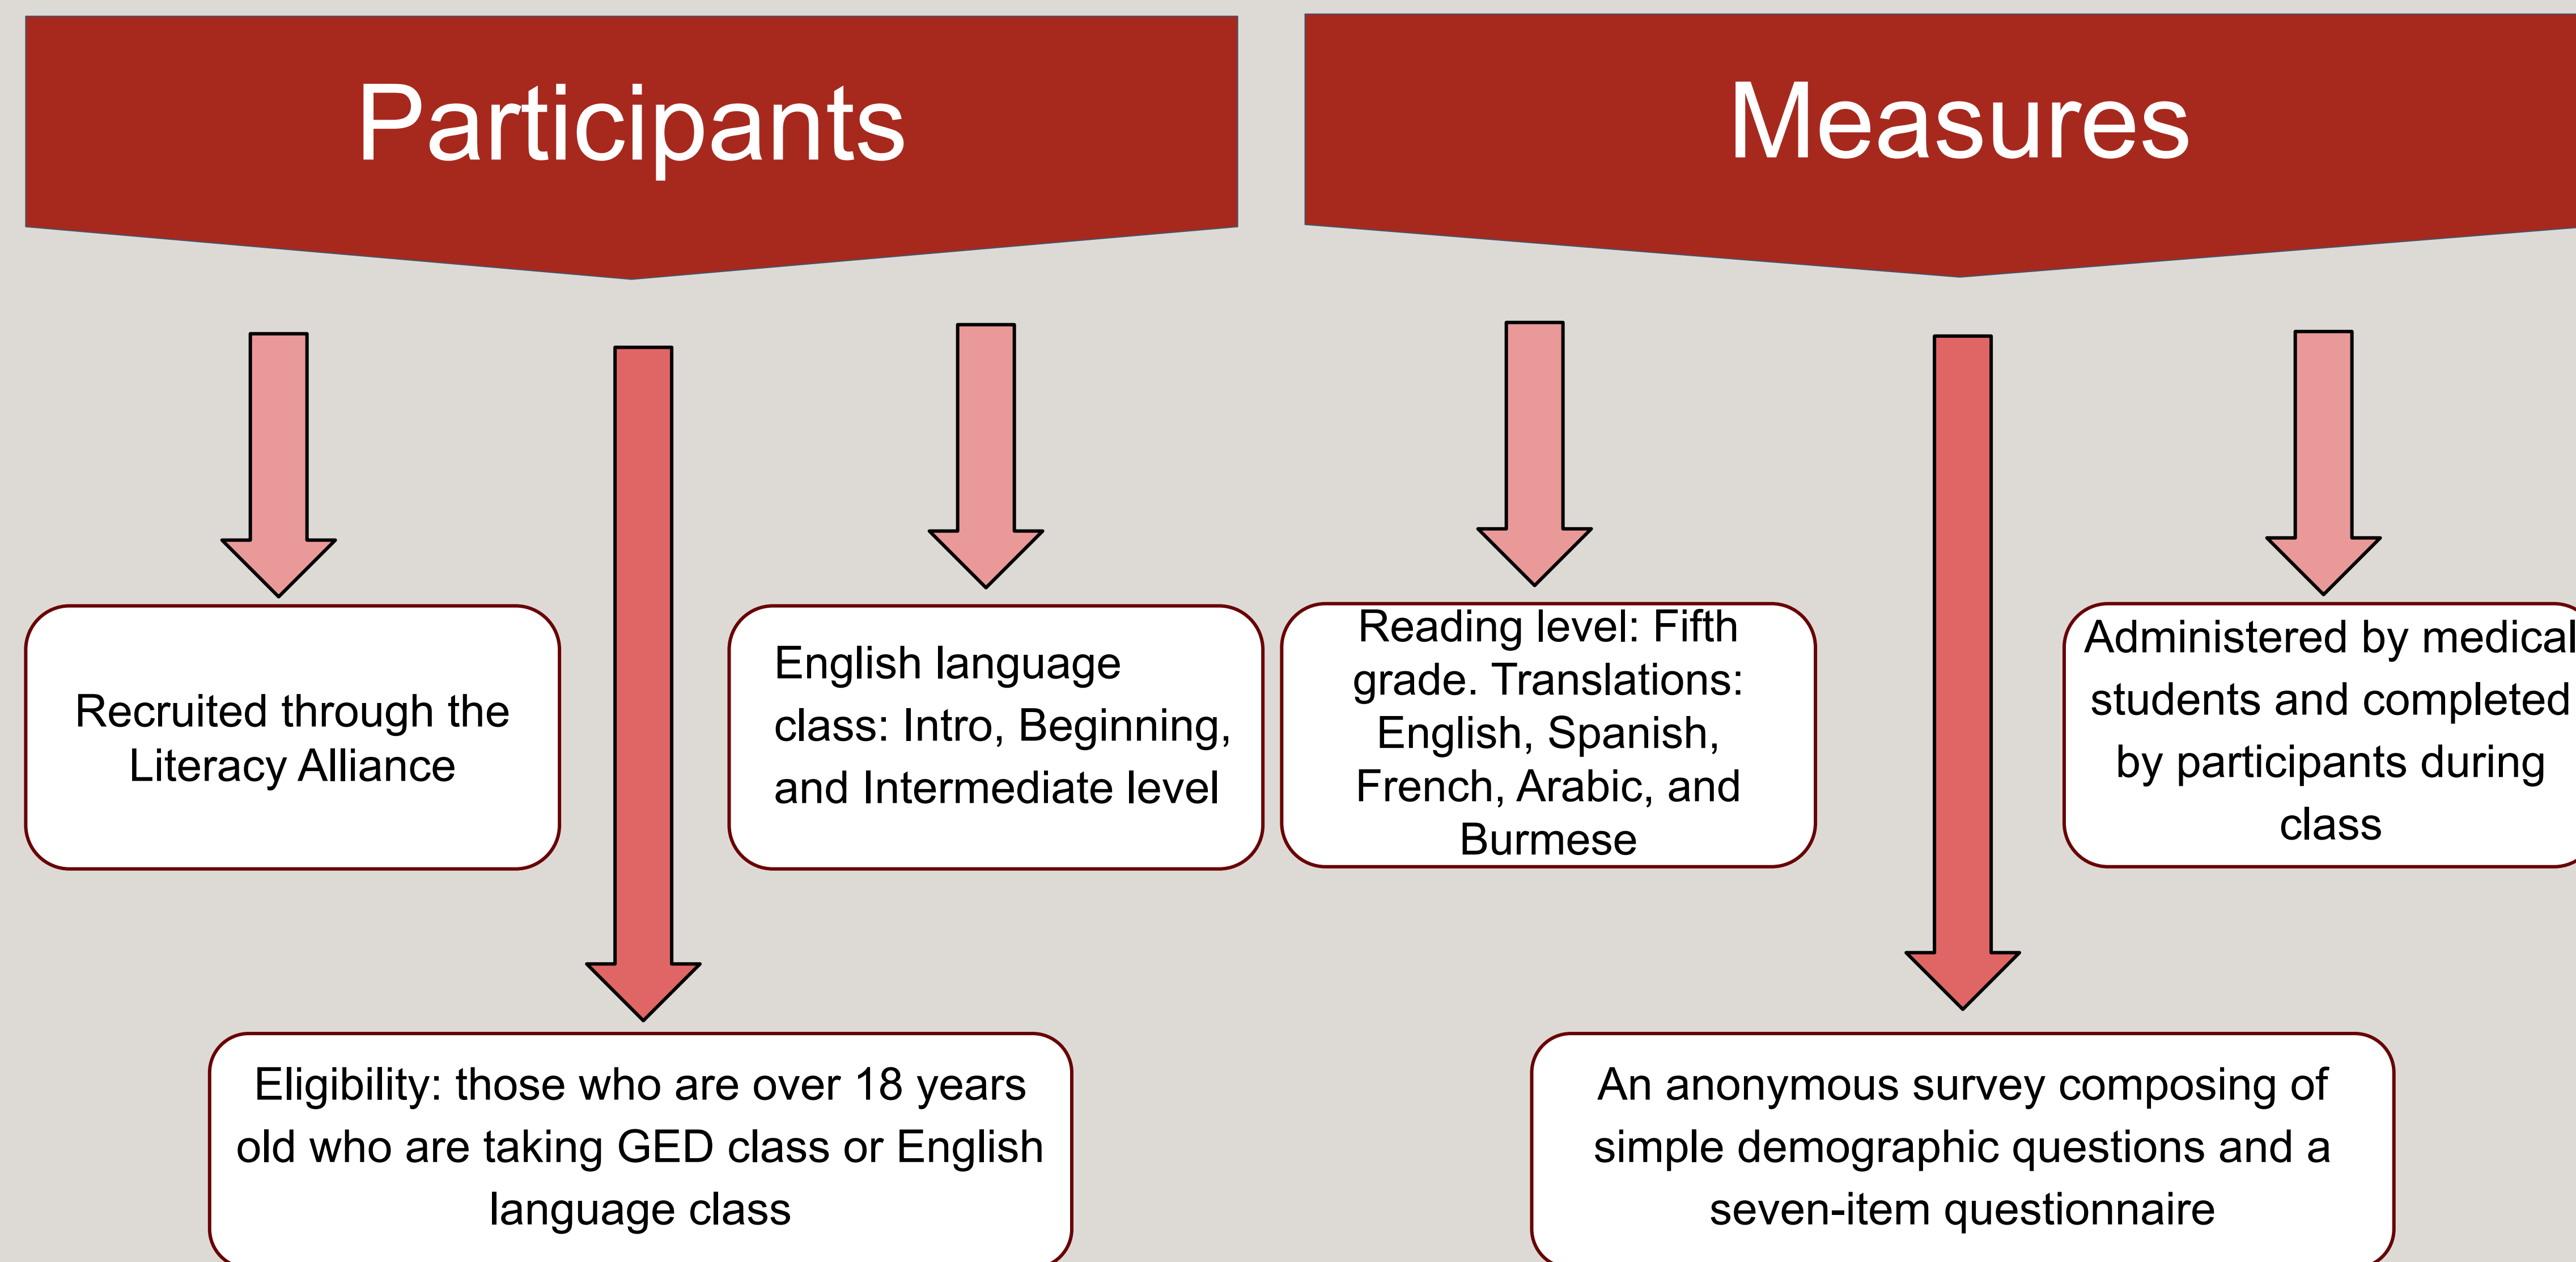 Participants
Recruited through the
Literacy Alliance
English language
class: Intro, Beginning,
and Intermediate level
Eligibility: those who are over 18 years
old who are taking GED class or English
language class
Measures
Reading level: Fifth
grade. Translations:
English, Spanish,
French, Arabic, and
Burmese
Administered by medical
students and completed
by participants during
class
An anonymous survey composing of
simple demographic questions and a
seven-item questionnaire